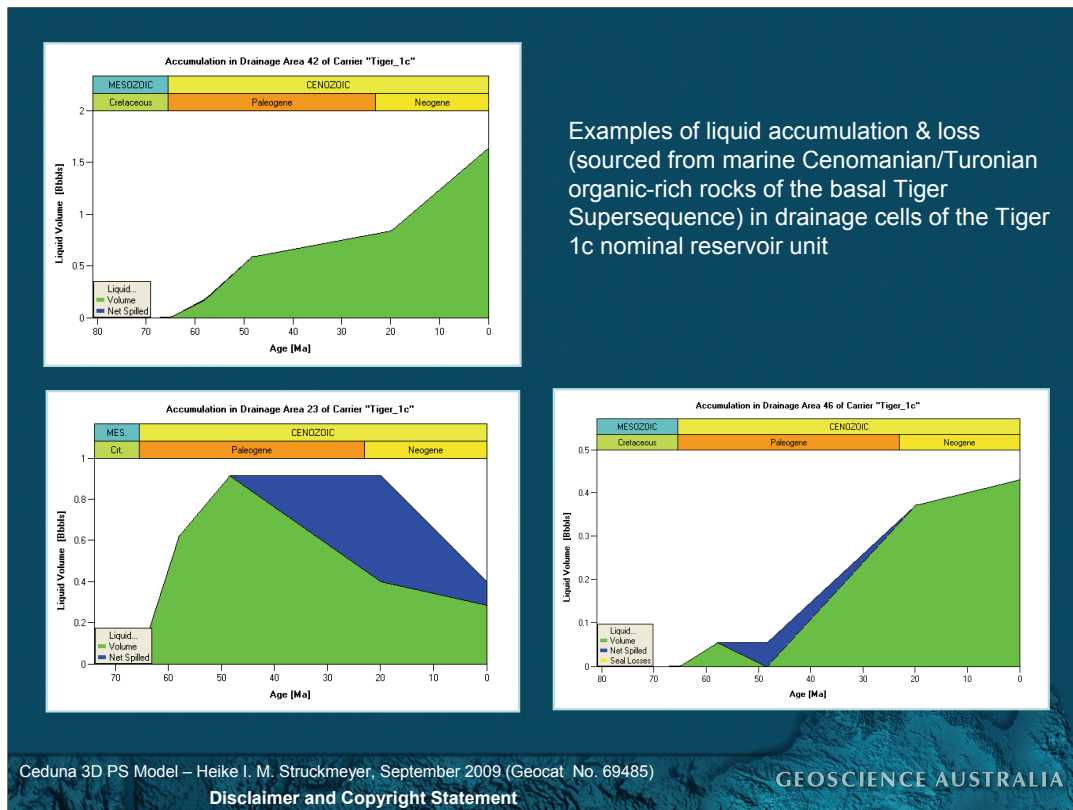 Accumulation in Drainage Area 42 of Carrier "Tiger_1c"
MESOZOIC CENOZOIC
Cretaceous Paleogene Neogene
2
1.5
1
0.5
0
Liquid Volume [Bbbls]
Liquid...
Volume
Net Spilled
80 70 60 50 40 30 20 10 0
Age [Ma]
Examples of liquid accumulation & loss
(sourced from marine Cenomanian/Turonian
organic-rich rocks of the basal Tiger
Supersequence) in drainage cells of the Tiger
1c nominal reservoir unit
Accumulation in Drainage Area 23 of Carrier "Tiger_1c"
MES. CENOZOIC
Crt. Paleogene Neogene
1
0.8
0.6
0.4
0.2
0
Liquid Volume [Bbbls]
Liquid...
Volume
Net Spilled
70 60 50 40 30 20 10 0
Age [Ma]
Accumulation in Drainage Area 46 of Carrier "Tiger_1c"
MESOZOIC CENOZOIC
Cretaceous Paleogene Neogene
0.5
0.4
0.3
0.2
0.1
0
Liquid Volume [Bbbls]
Liquid...
Volume
Net Spilled
Seal Losses
80 70 60 50 40 30 20 10 0
Age [Ma]
Ceduna 3D PS Model – Heike I. M. Struckmeyer, September 2009 (Geocat No. 69485)
Disclaimer and Copyright Statement
GEOSCIENCE AUSTRALIA